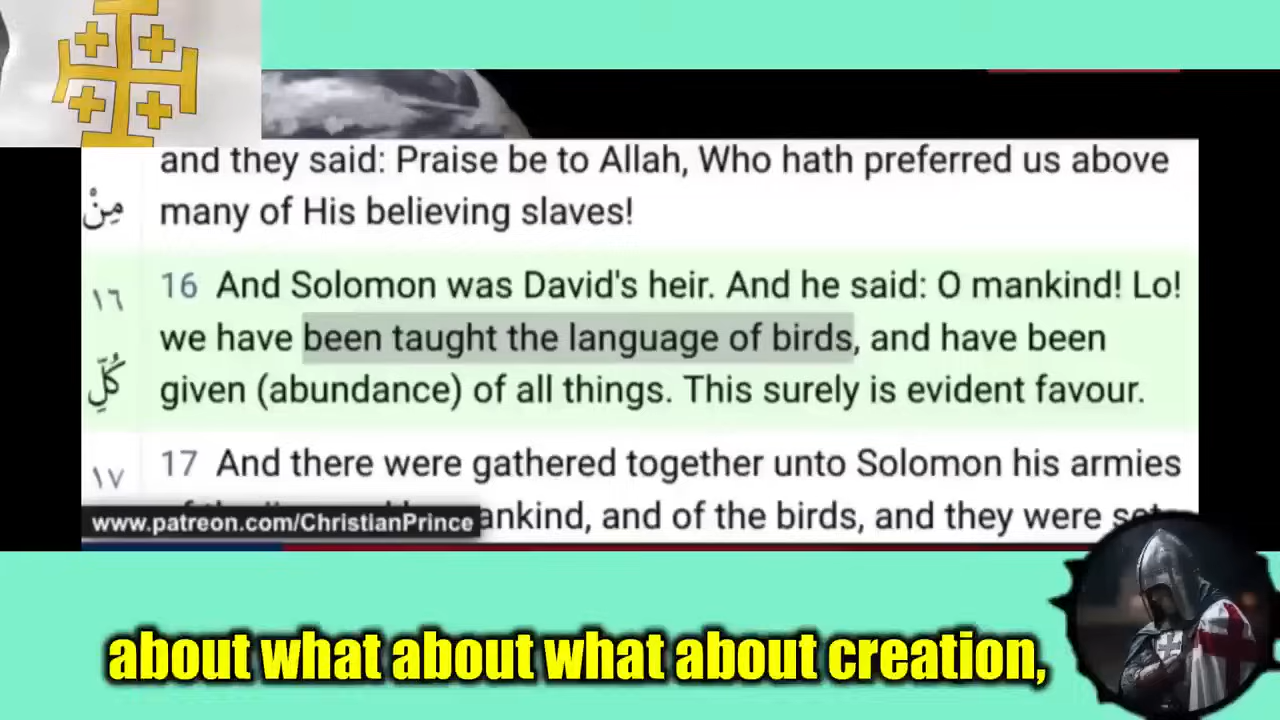 and they said: Praise be to Allah, Who hath preferred us above
مِنْ many of His believing slaves!
١٦ 16 And Solomon was David's heir. And he said: O mankind! Lo!
we have been taught the language of birds, and have been
كُلِّ given (abundance) of all things. This surely is evident favour.
١٧ 17 And there were gathered together unto Solomon his armies
ankind, and of the birds, and they were set
www.patreon.com/ChristianPrince
about what about what about creation,